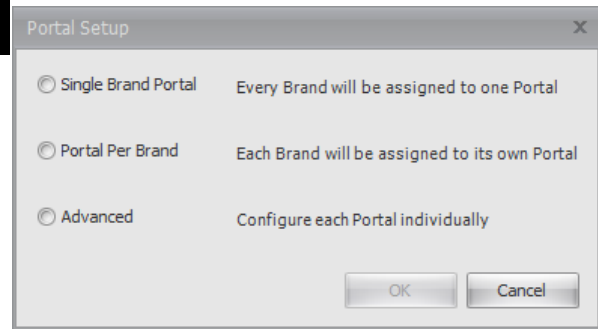 Portal Setup
Single Brand Portal Every Brand will be assigned to one Portal
Portal Per Brand Each Brand will be assigned to its own Portal
Advanced Configure each Portal individually
OK Cancel